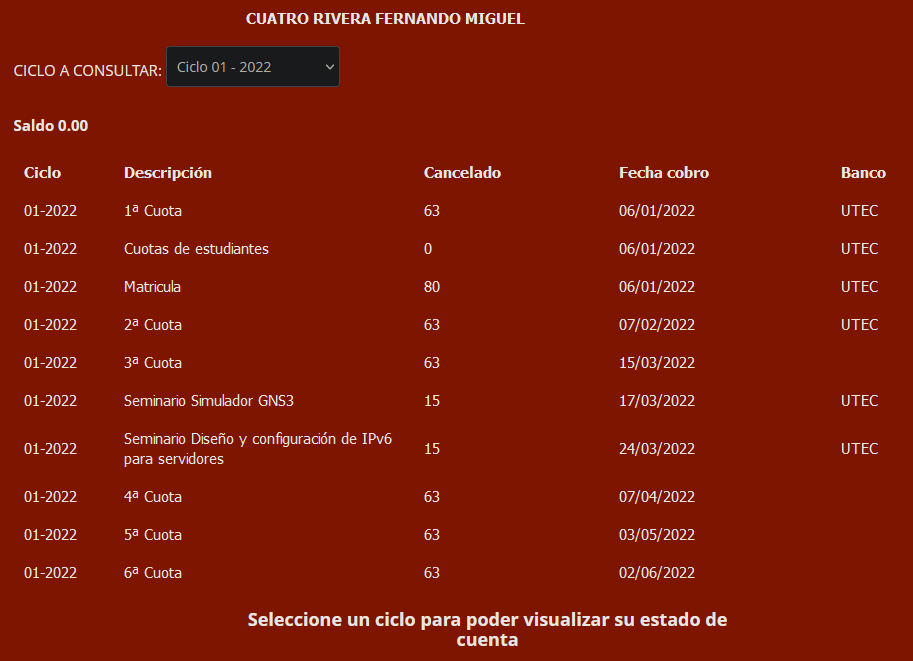 CUATRO RIVERA FERNANDO MIGUEL
CICLO A CONSULTAR: Ciclo 01 - 2022
Saldo 0.00
Ciclo Descripción Cancelado Fecha cobro Banco
01-2022 1ª Cuota 63 06/01/2022 UTEC
01-2022 Cuotas de estudiantes 0 06/01/2022 UTEC
01-2022 Matricula 80 06/01/2022 UTEC
01-2022 2ª Cuota 63 07/02/2022 UTEC
01-2022 3ª Cuota 63 15/03/2022
01-2022 Seminario Simulador GNS3 15 17/03/2022 UTEC
01-2022 Seminario Diseño y configuración de IPv6
para servidores 15 24/03/2022 UTEC
01-2022 4ª Cuota 63 07/04/2022
01-2022 5ª Cuota 63 03/05/2022
01-2022 6ª Cuota 63 02/06/2022
Seleccione un ciclo para poder visualizar su estado de
cuenta